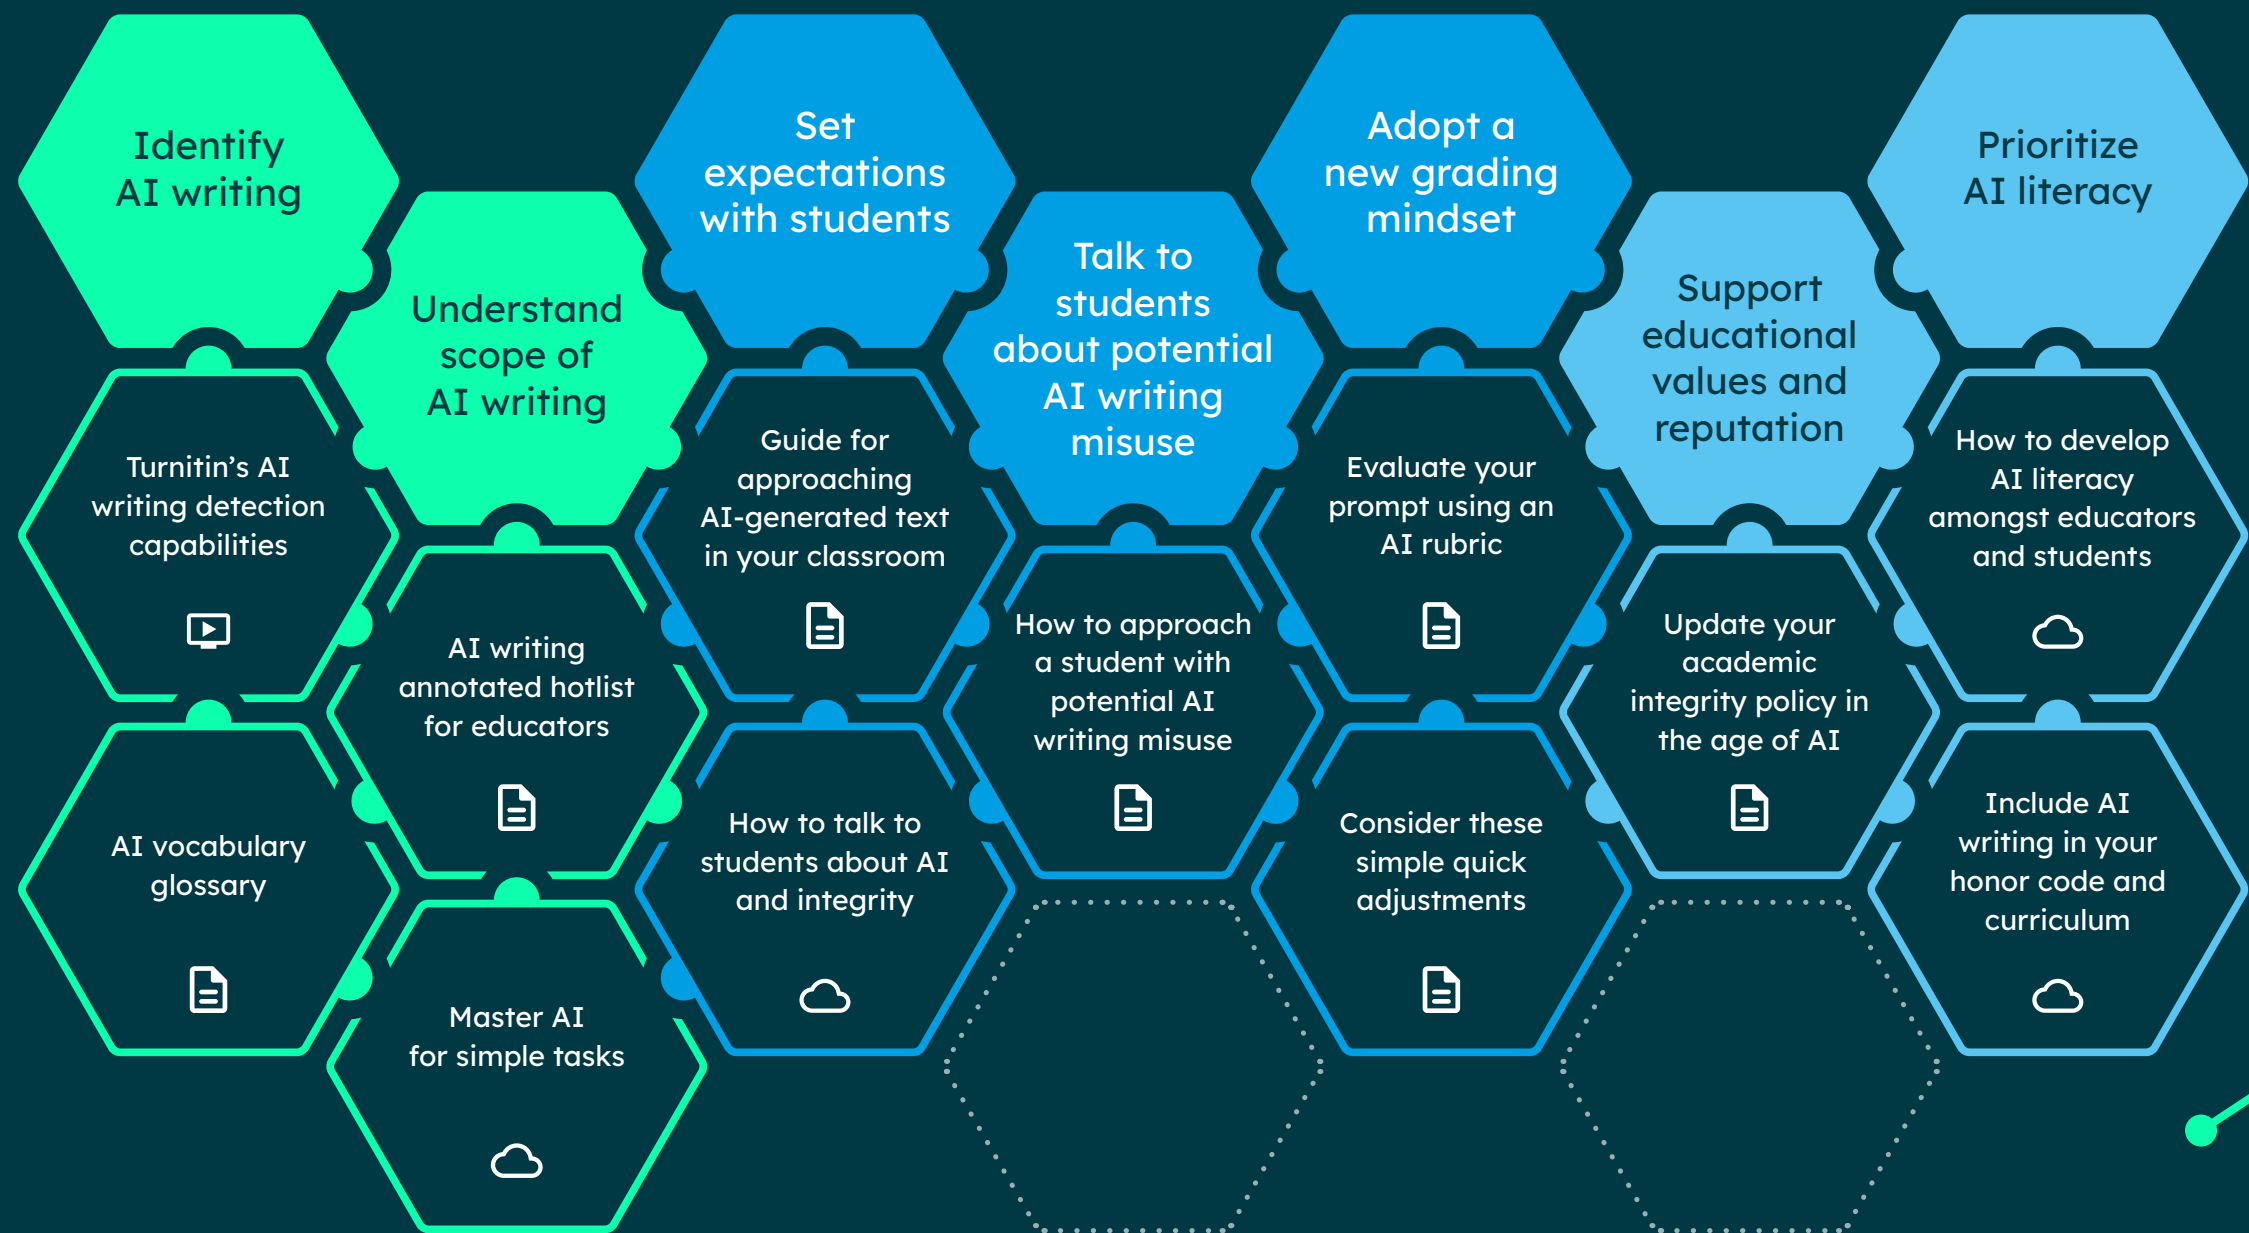 Identify
AI writing
Turnitin’s AI
writing detection
capabilities
AI vocabulary
glossary
Understand
scope of
AI writing
AI writing
annotated hotlist
for educators
Master AI
for simple tasks
Set
expectations
with students
Guide for
approaching
AI-generated text
in your classroom
How to talk to
students about AI
and integrity
Talk to
students
about potential
AI writing
misuse
How to approach
a student with
potential AI
writing misuse
Adopt a
new grading
mindset
Evaluate your
prompt using an
AI rubric
Consider these
simple quick
adjustments
Support
educational
values and
reputation
Update your
academic
integrity policy in
the age of AI
Prioritize
AI literacy
How to develop
AI literacy
amongst educators
and students
Include AI
writing in your
honor code and
curriculum